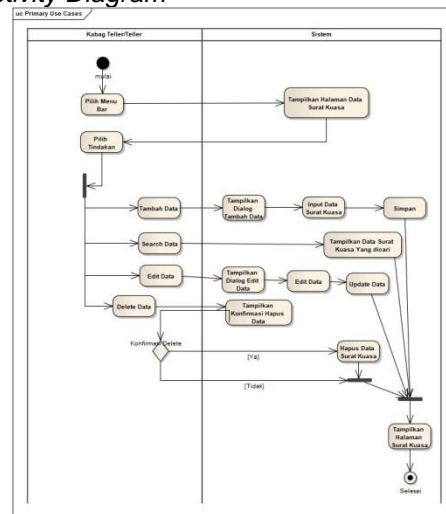 tivity Diagram
uc Primary Use Cases
Kabag Teller/Teller
Sistem
mulai
Pilih Menu
Bar
Tampilkan Halaman Data
Surat Kuasa
Pilih
Tindakan
Tambah Data
Tampilkan
Dialog
Tambah Data
Input Data
Surat Kuasa
Simpan
Search Data
Tampilkan Data Surat
Kuasa Yang dicari
Edit Data
Tampilkan
Dialog Edit
Data
Edit Data
Update Data
Delete Data
Tampilkan
Konfirmasi Hapus
Data
Konfirmasi Delete
[Ya]
Hapus Data
Surat Kuasa
[Tidak]
Tampilkan
Halaman
Surat Kuasa
Selesai